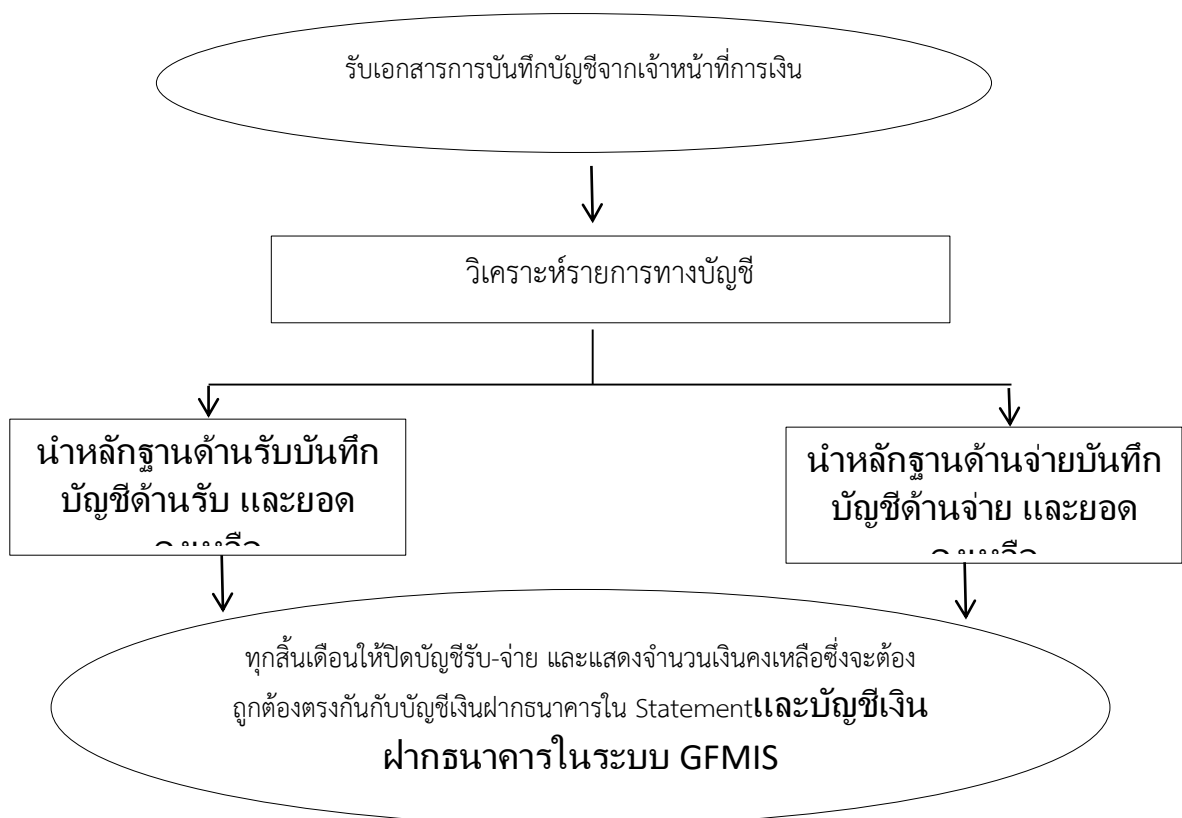 รับเอกสารการบันทึกบัญชีจากเจ้าหน้าที่การเงิน
วิเคราะห์รายการทางบัญชี
นำหลักฐานด้านรับบันทึก
บัญชีด้านรับ และยอด
นำหลักฐานด้านจ่ายบันทึก
บัญชีด้านจ่าย และยอด
ทุกสิ้นเดือนให้ปิดบัญชีรับ-จ่าย และแสดงจำนวนเงินคงเหลือซึ่งจะต้อง
ถูกต้องตรงกันกับบัญชีเงินฝากธนาคารใน Statementและบัญชีเงิน
ฝากธนาคารในระบบ GFMIS